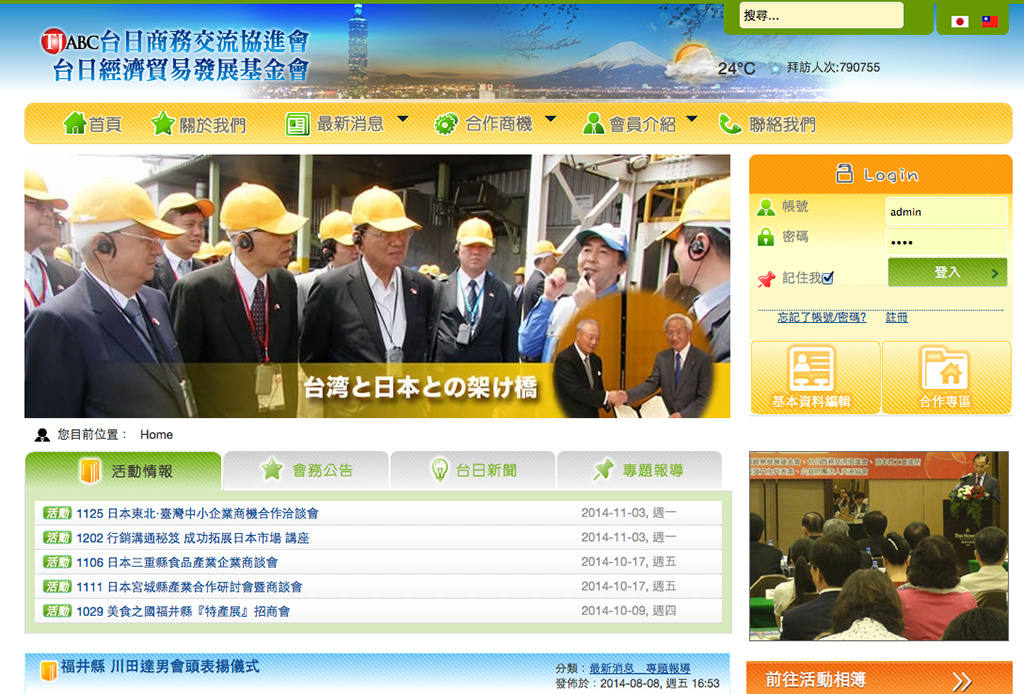 搜尋...
TJABC台日商務交流協進會
台日經濟貿易發展基金會
24°C 拜訪人次:790755
首頁 關於我們 最新消息 合作商機 會員介紹 聯絡我們
Login
帳號 admin
密碼 ••••
記住我 登入
忘記了帳號/密碼? 註冊
基本資料編輯 合作專區
台湾と日本との架け橋
您目前位置： Home
活動情報 會務公告 台日新聞 專題報導
活動 1125 日本東北‧臺灣中小企業商機合作洽談會 2014-11-03, 週一
活動 1202 行銷溝通秘笈 成功拓展日本市場 講座 2014-11-03, 週一
活動 1106 日本三重縣食品產業企業商談會 2014-10-17, 週五
活動 1111 日本宮城縣產業合作研討會暨商談會 2014-10-17, 週五
活動 1029 美食之國福井縣『特產展』招商會 2014-10-09, 週四
福井縣 川田達男會頭表揚儀式
分類：最新消息 專題報導
發佈於：2014-08-08, 週五 16:53
前往活動相簿